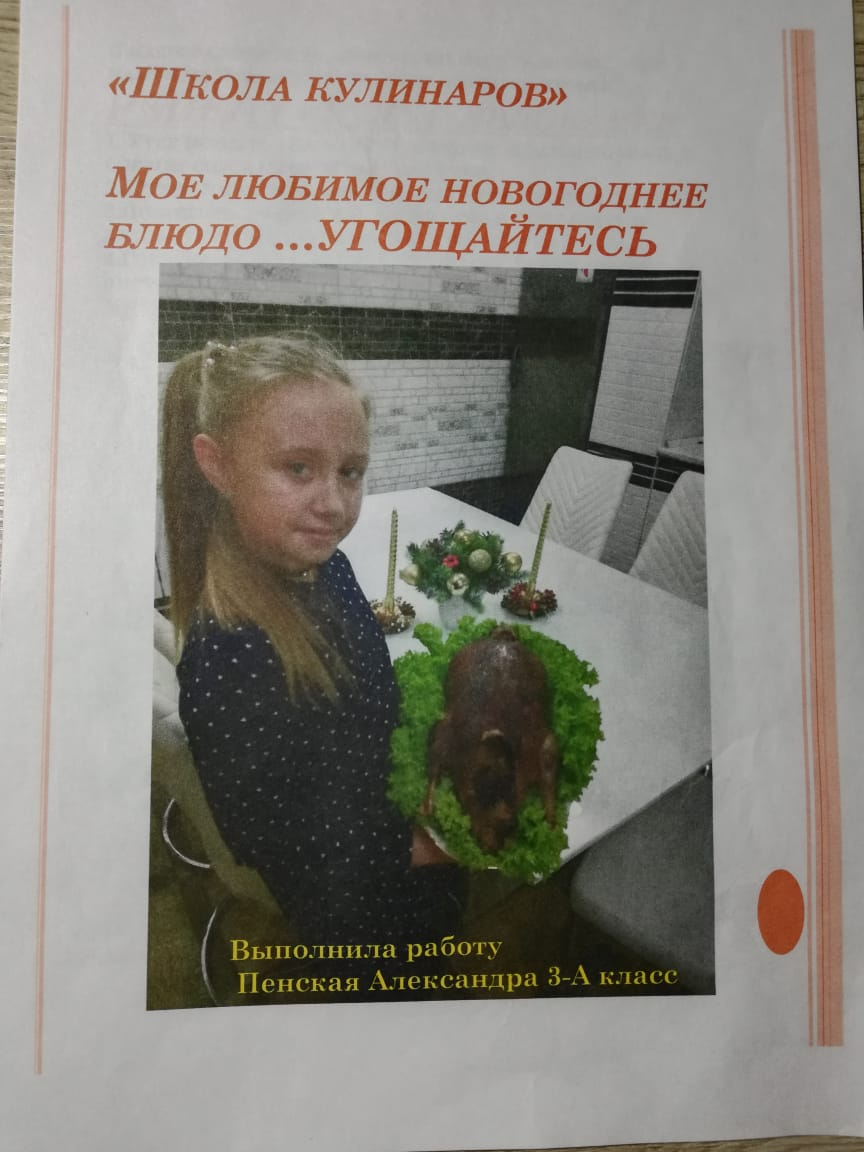 «Школа кулинаров»
Мое любимое новогоднее
блюдо ...УГОЩАЙТЕСЬ
Выполнила работу
Пенская Александра 3-А класс